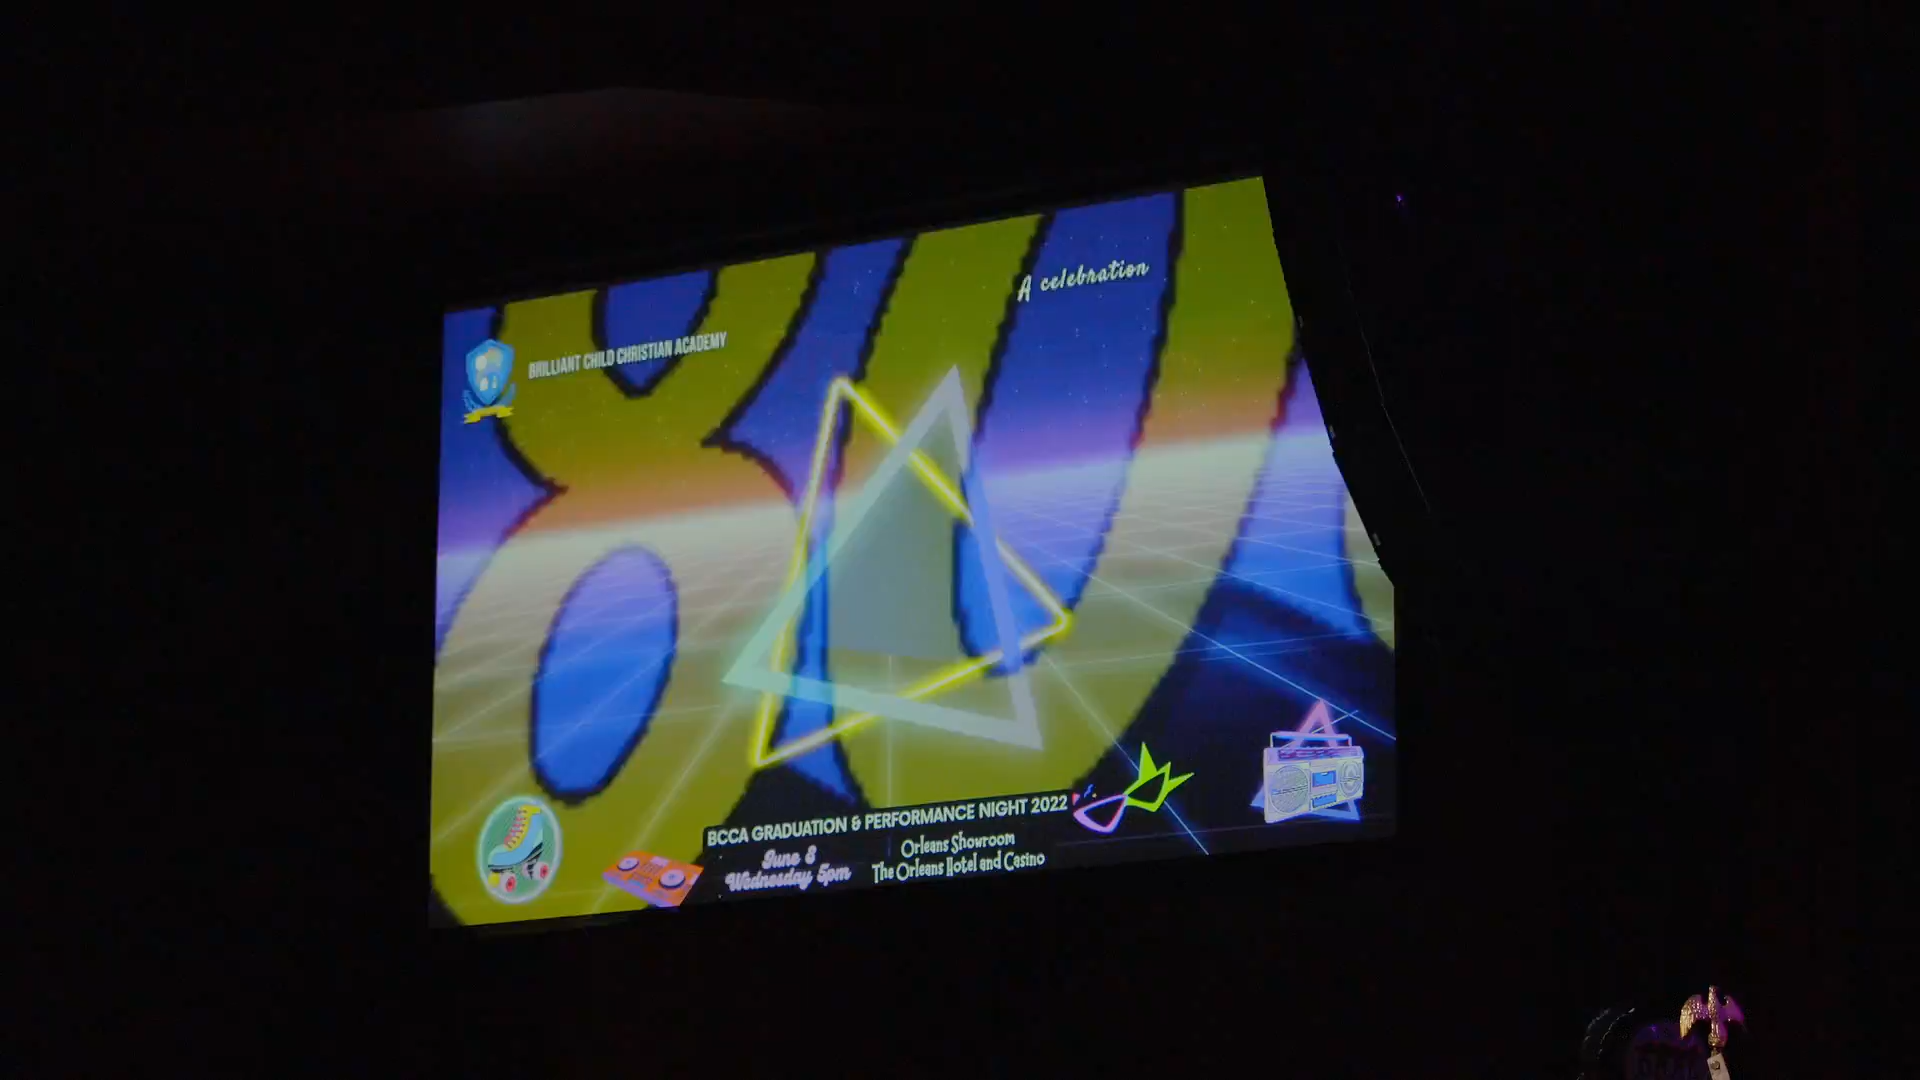 A celebration
BRILLIANT CHILD CHRISTIAN ACADEMY
80
BCCA GRADUATION & PERFORMANCE NIGHT 2022
June 8
Wednesday 5pm
Orleans Showroom
The Orleans Hotel and Casino